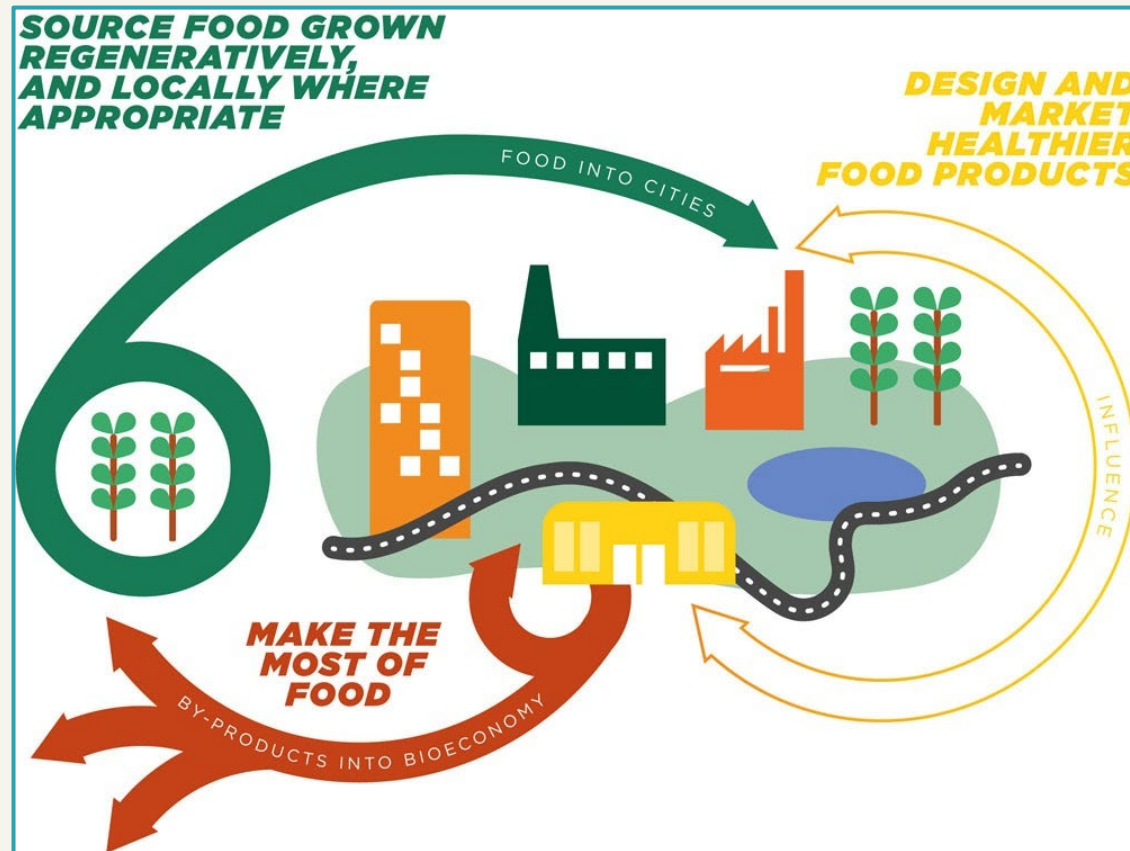 SOURCE FOOD GROWN
REGENERATIVELY,
AND LOCALLY WHERE
APPROPRIATE
DESIGN AND
MARKET
HEALTHIER
FOOD PRODUCTS
FOOD INTO CITIES
INFLUENCE
MAKE THE
MOST OF
FOOD
BY-PRODUCTS INTO BIOECONOMY